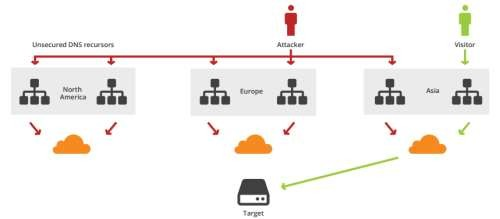 Unsecured DNS recursors
Attacker
Visitor
North
America
Europe
Asia
Target